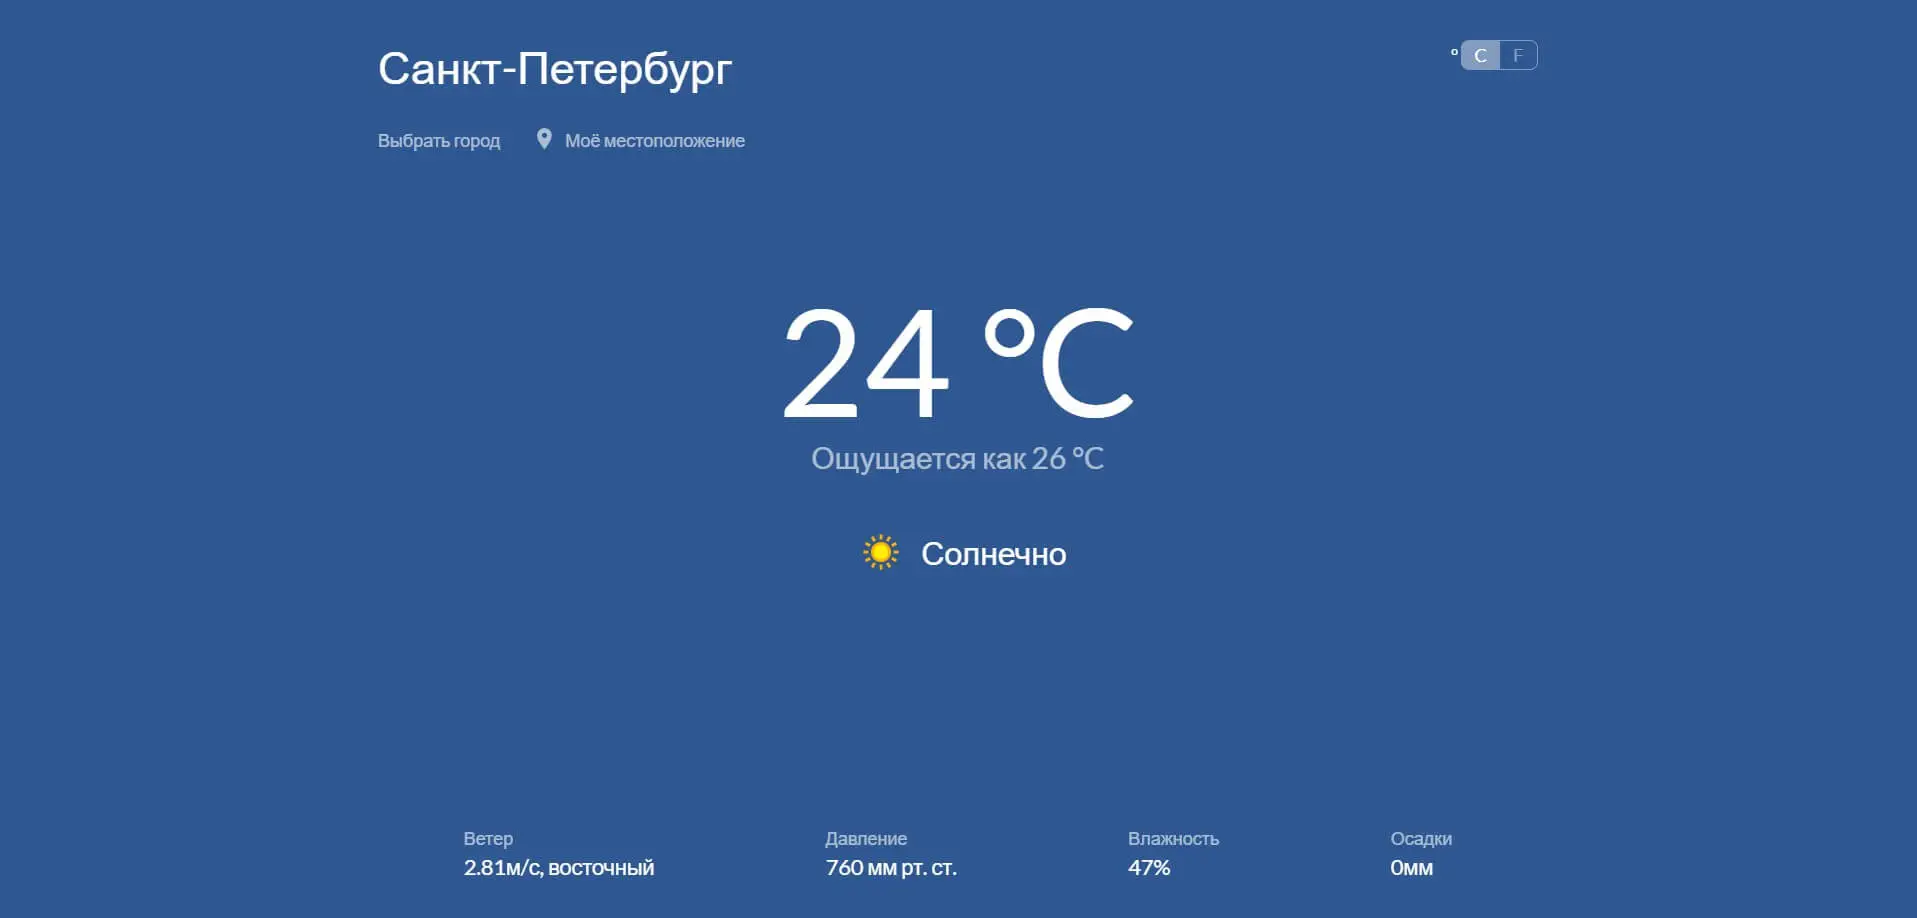 Санкт-Петербург
° C F
Выбрать город Моё местоположение
24 °C
Ощущается как 26 °C
Солнечно
Ветер Давление Влажность Осадки
2.81м/с, восточный 760 мм рт. ст. 47% 0мм